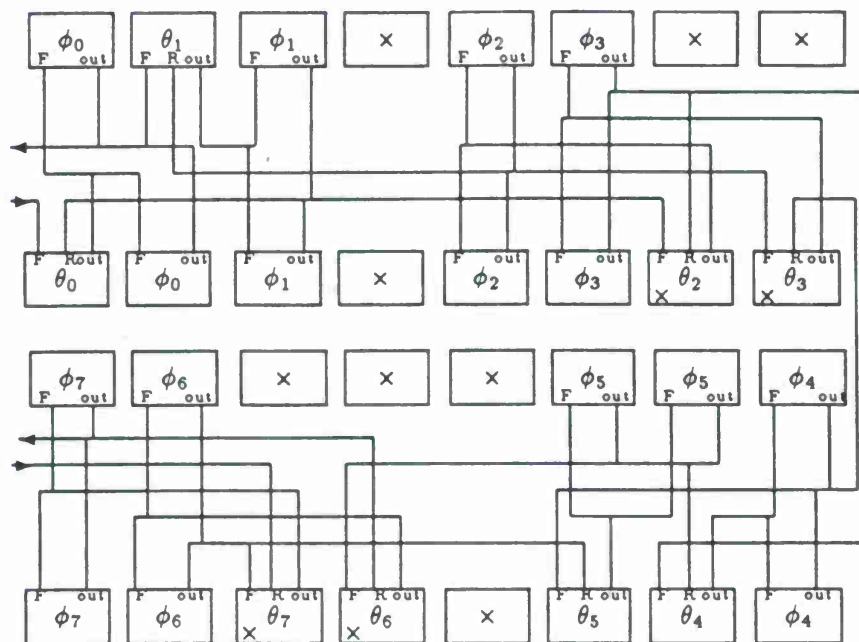 ϕ₀ θ₁ ϕ₁ × ϕ₂ ϕ₃ × ×
F out F R out F out F out F out
F R out F out F out F out F out F R out F R out
θ₀ ϕ₀ ϕ₁ × ϕ₂ ϕ₃ × θ₂ × θ₃
ϕ₇ ϕ₆ × × × ϕ₅ ϕ₅ ϕ₄
F out F out F out F out F out
F out F out F R out F R out F R out F R out F out
ϕ₇ ϕ₆ × θ₇ × θ₆ × θ₅ θ₄ ϕ₄